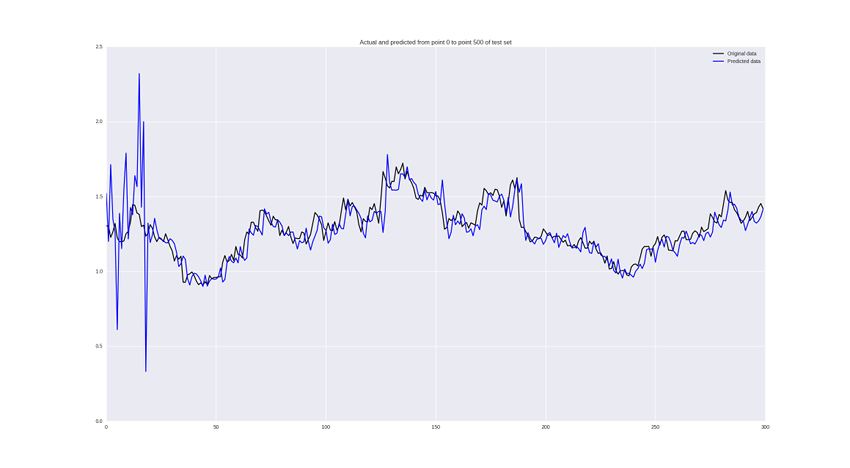 Actual and predicted from point 0 to point 500 of test set
2.5
Original data
Predicted data
2.0
1.5
1.0
0.5
0.0
0 50 100 150 200 250 300